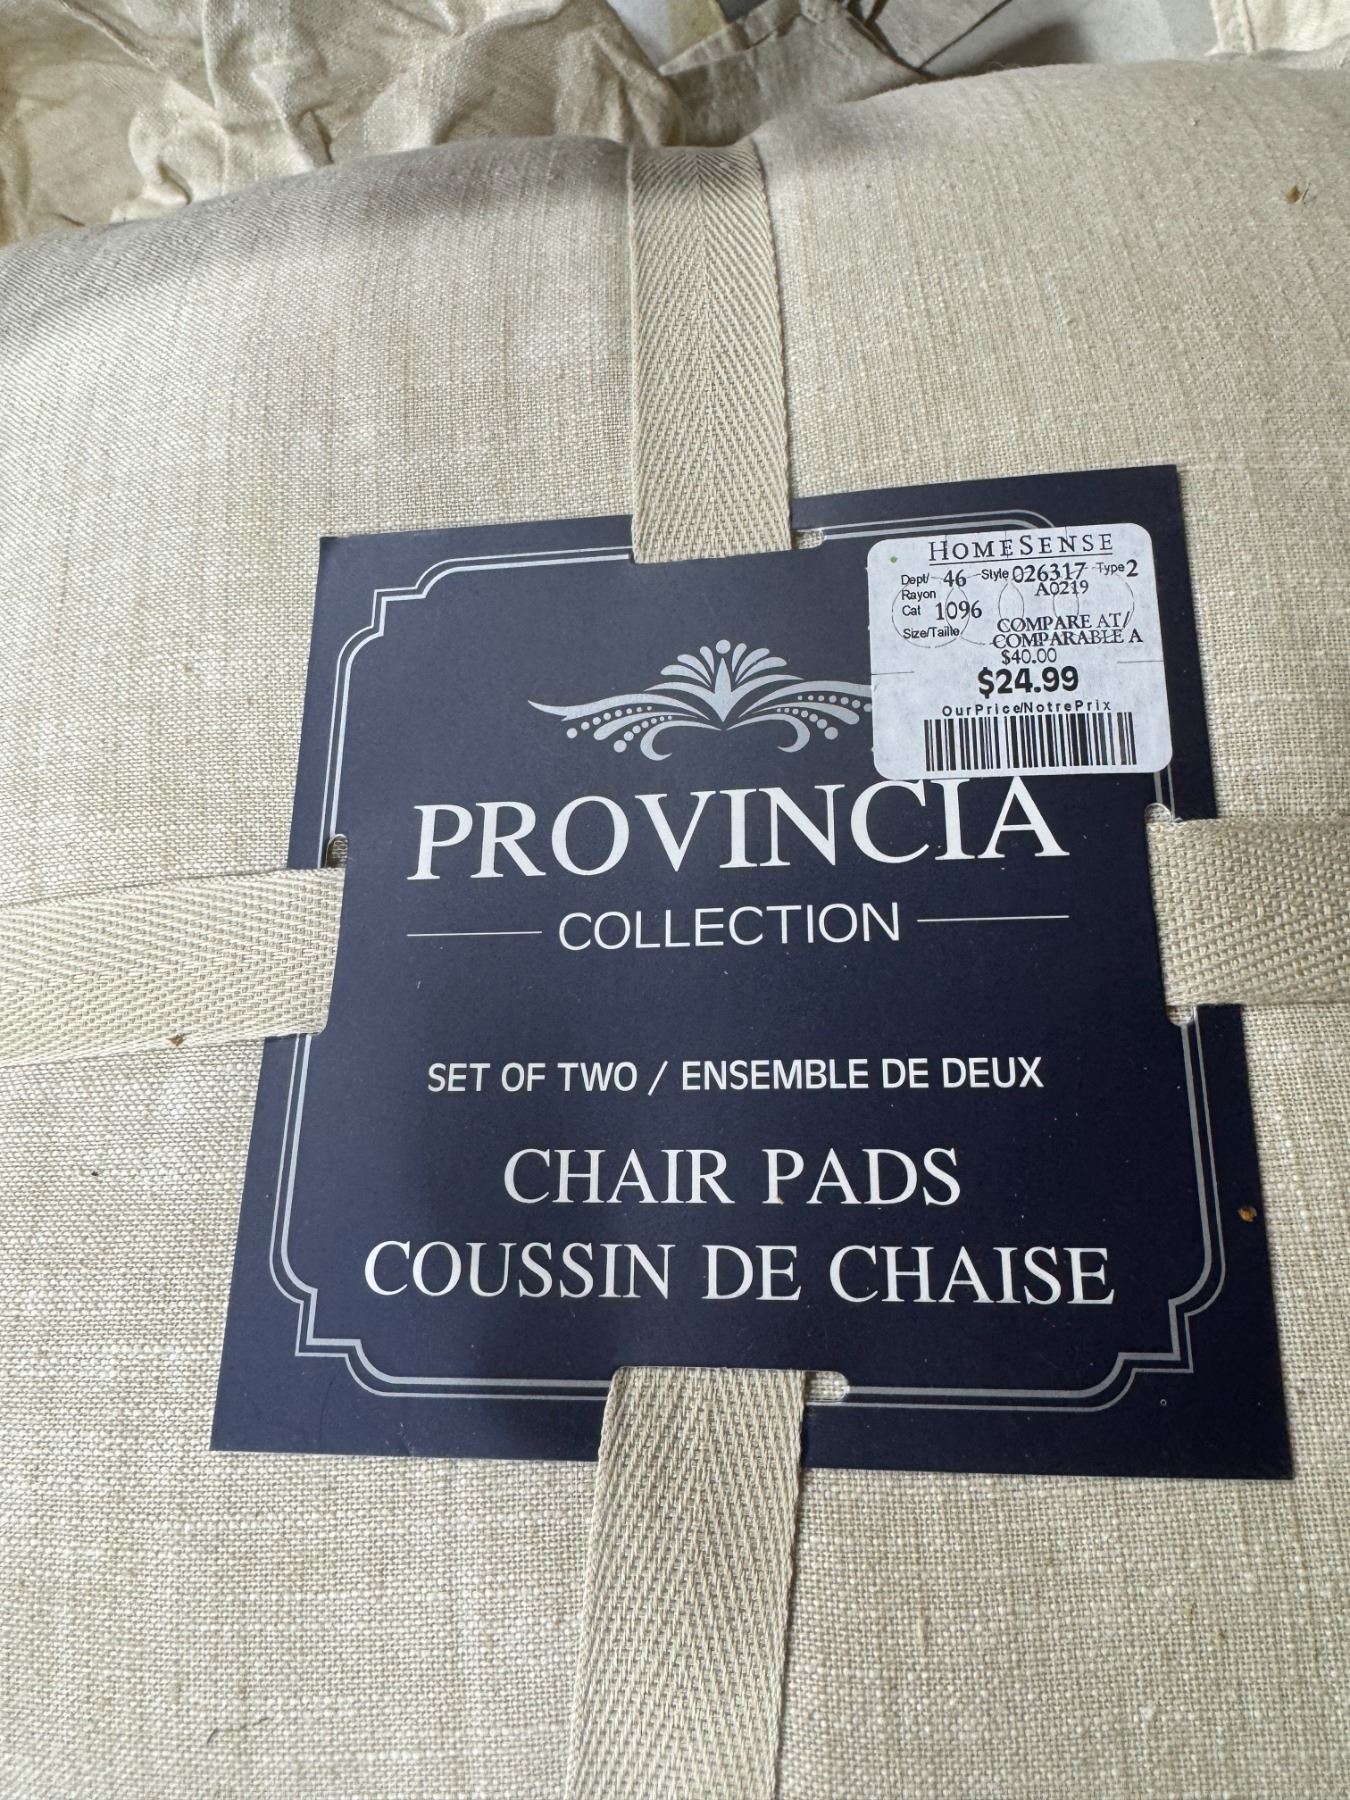 HOMESENSE
Dept/ 46 Style 026317 Type 2
Rayon A0219
Cat 1096
Size/Taille COMPARE AT/
COMPARABLE A
$40.00
$24.99
OurPrice/NotrePrix
PROVINCIA
COLLECTION
SET OF TWO / ENSEMBLE DE DEUX
CHAIR PADS
COUSSIN DE CHAISE